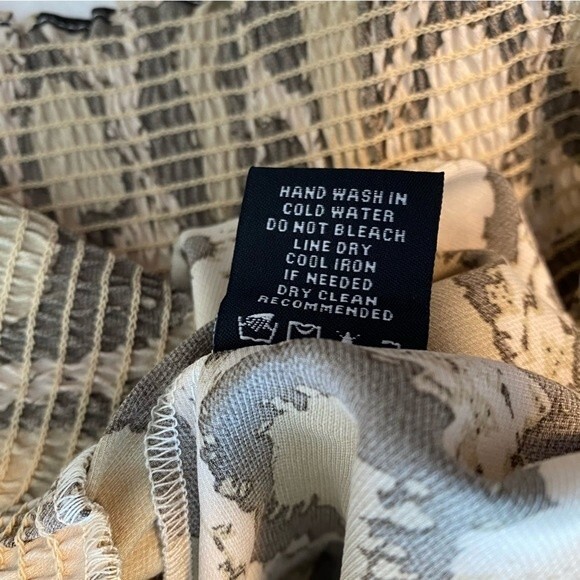 HAND WASH IN
COLD WATER
DO NOT BLEACH
LINE DRY
COOL IRON
IF NEEDED
DRY CLEAN
RECOMMENDED